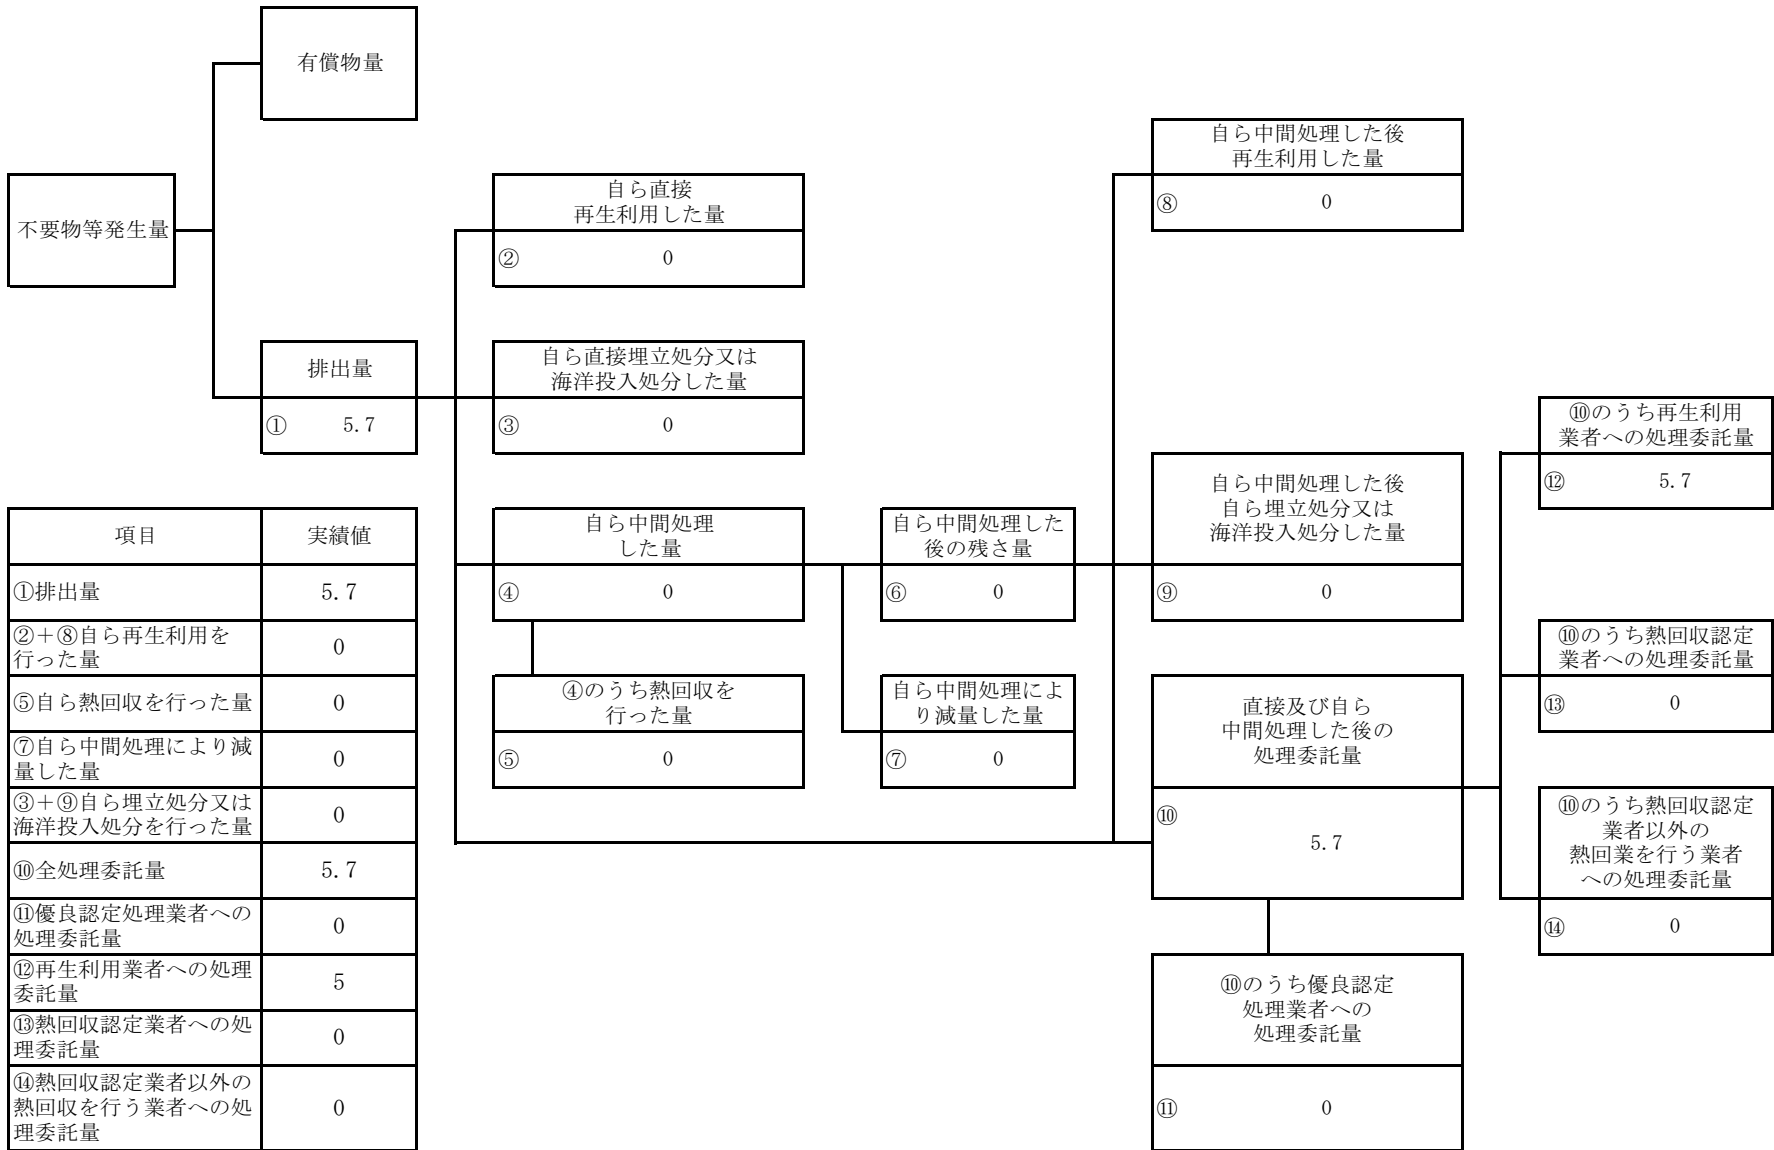 有償物量
不要物等発生量
自ら直接
再生利用した量
②
0
自ら中間処理した後
再生利用した量
⑧
0
排出量
①
5.7
自ら直接埋立処分又は
海洋投入処分した量
③
0
自ら中間処理
した量
④
0
自ら中間処理した
後の残さ量
⑥
0
自ら中間処理した後
自ら埋立処分又は
海洋投入処分した量
⑨
0
⑩のうち再生利用
業者への処理委託量
⑫
5.7
④のうち熱回収を
行った量
⑤
0
自ら中間処理によ
り減量した量
⑦
0
直接及び自ら
中間処理した後の
処理委託量
⑩
5.7
⑩のうち熱回収認定
業者への処理委託量
⑬
0
⑩のうち熱回収認定
業者以外の
熱回業を行う業者
への処理委託量
⑭
0
⑩のうち優良認定
処理業者への
処理委託量
⑪
0
項目
実績値
①排出量
5.7
②＋⑧自ら再生利用を
行った量
0
⑤自ら熱回収を行った量
0
⑦自ら中間処理により減
量した量
0
③＋⑨自ら埋立処分又は
海洋投入処分を行った量
0
⑩全処理委託量
5.7
⑪優良認定処理業者への
処理委託量
0
⑫再生利用業者への処理
委託量
5
⑬熱回収認定業者への処
理委託量
0
⑭熱回収認定業者以外の
熱回収を行う業者への処
理委託量
0